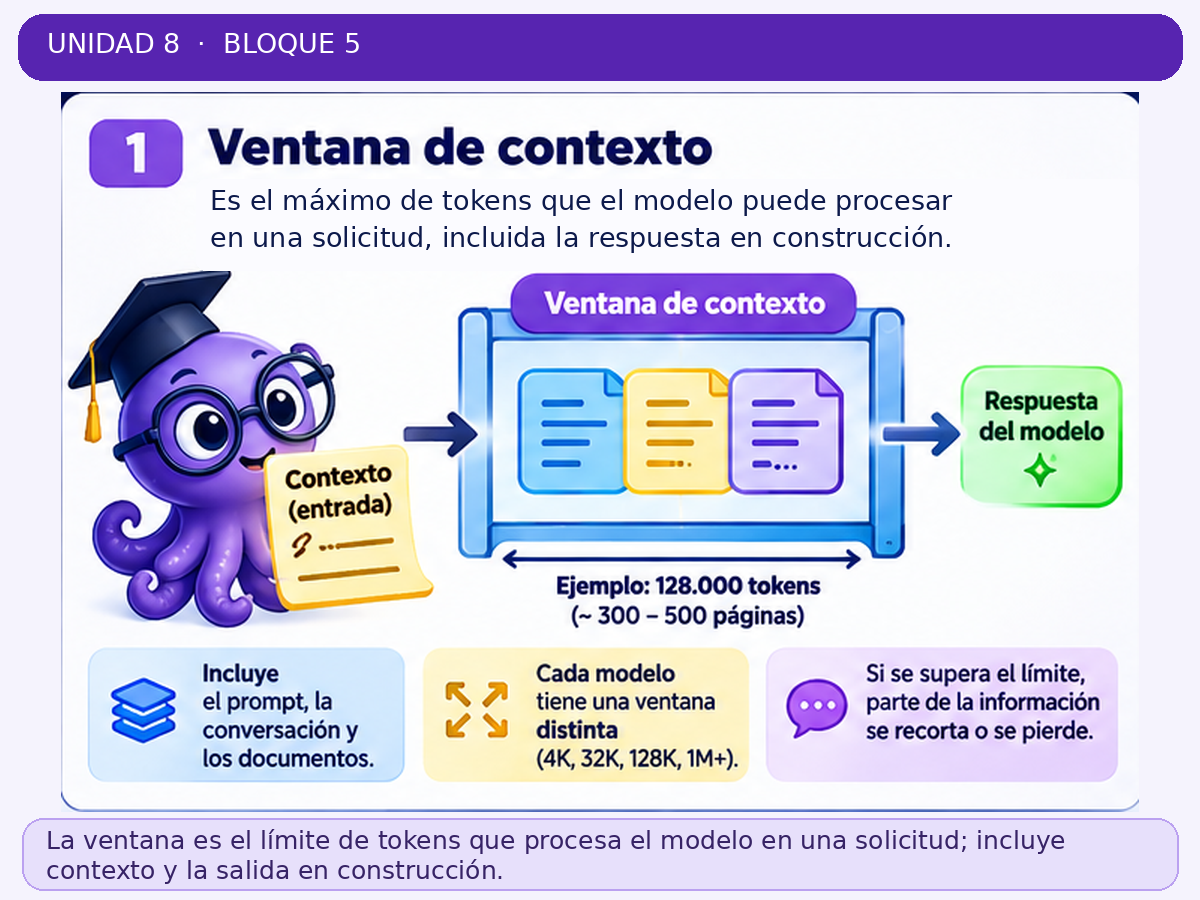 UNIDAD 8 · BLOQUE 5
1
Ventana de contexto
Es el máximo de tokens que el modelo puede procesar
en una solicitud, incluida la respuesta en construcción.
Ventana de contexto
Contexto
(entrada)
Respuesta
del modelo
Ejemplo: 128.000 tokens
(~ 300 – 500 páginas)
Incluye
el prompt, la
conversación y
los documentos.
Cada modelo
tiene una ventana
distinta
(4K, 32K, 128K, 1M+).
Si se supera el límite,
parte de la información
se recorta o se pierde.
La ventana es el límite de tokens que procesa el modelo en una solicitud; incluye
contexto y la salida en construcción.